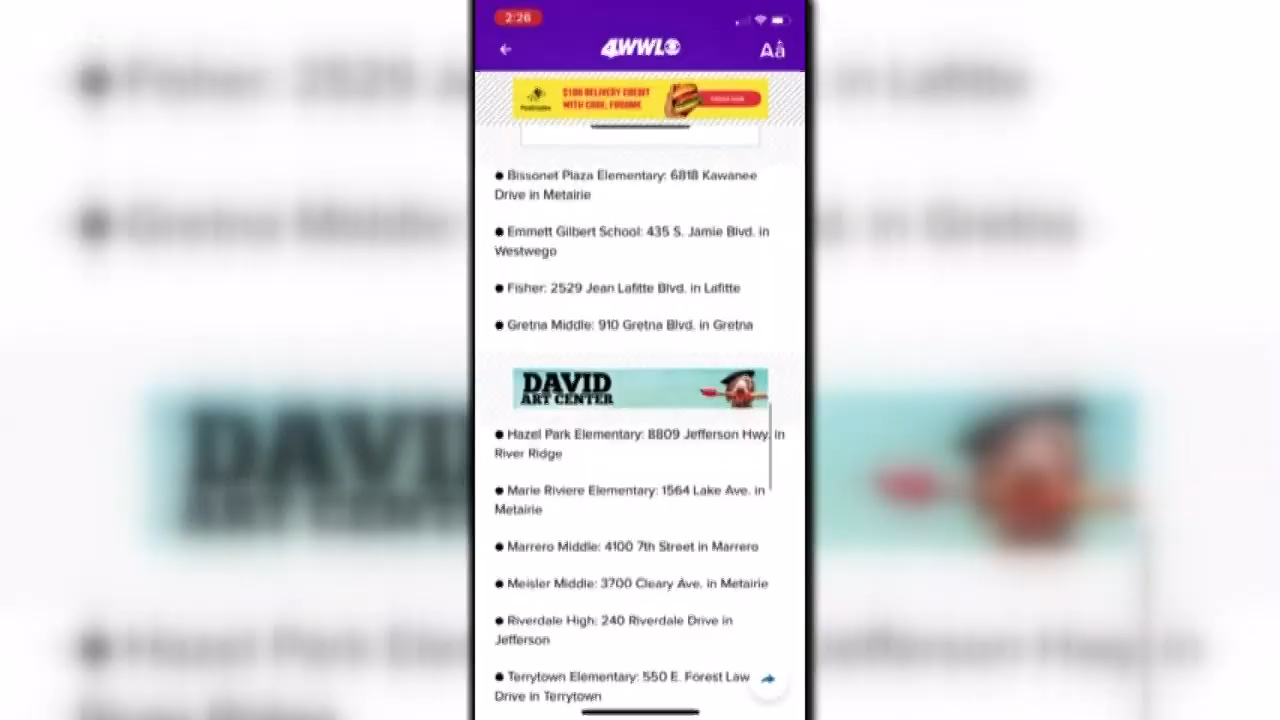 2:26
4WWL
Aa
$100 DELIVERY CREDIT
WITH CODE: FOODNOW
● Bissonet Plaza Elementary: 6818 Kawanee
Drive in Metairie
● Emmett Gilbert School: 435 S. Jamie Blvd. in
Westwego
● Fisher: 2529 Jean Lafitte Blvd. in Lafitte
● Gretna Middle: 910 Gretna Blvd. in Gretna
DAVID
ART CENTER
● Hazel Park Elementary: 8809 Jefferson Hwy. in
River Ridge
● Marie Riviere Elementary: 1564 Lake Ave. in
Metairie
● Marrero Middle: 4100 7th Street in Marrero
● Meisler Middle: 3700 Cleary Ave. in Metairie
● Riverdale High: 240 Riverdale Drive in
Jefferson
● Terrytown Elementary: 550 E. Forest Law
Drive in Terrytown